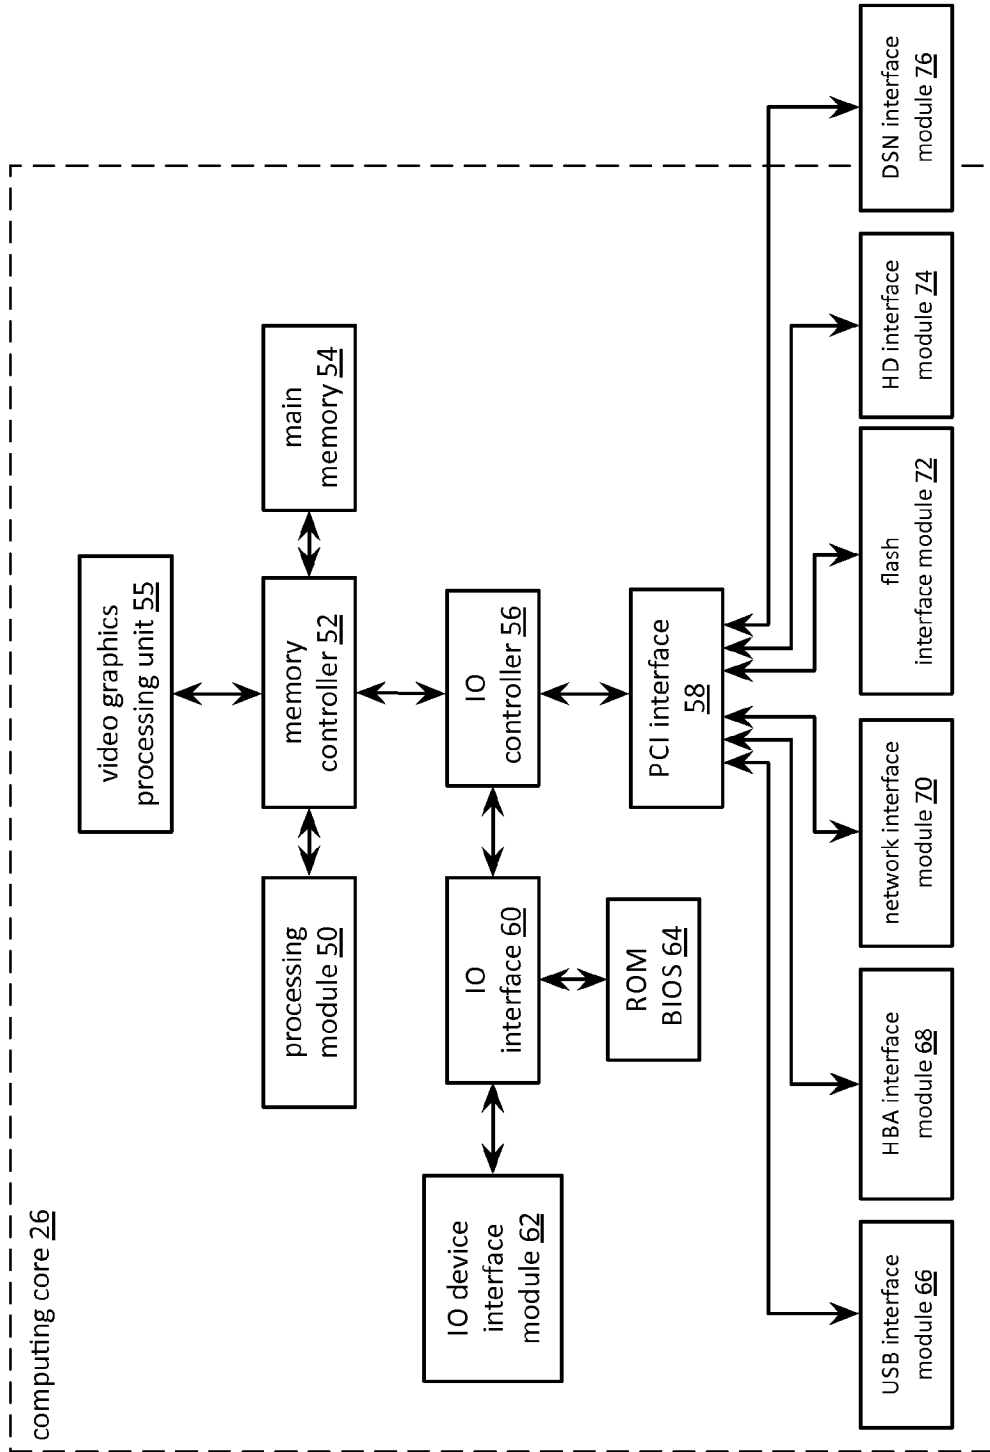 computing core 26
video graphics
processing unit 55
processing
module 50
memory
controller 52
main
memory 54
IO device
interface
module 62
IO
interface 60
IO
controller 56
ROM
BIOS 64
PCI interface
58
USB interface
module 66
HBA interface
module 68
network interface
module 70
flash
interface module 72
HD interface
module 74
DSN interface
module 76